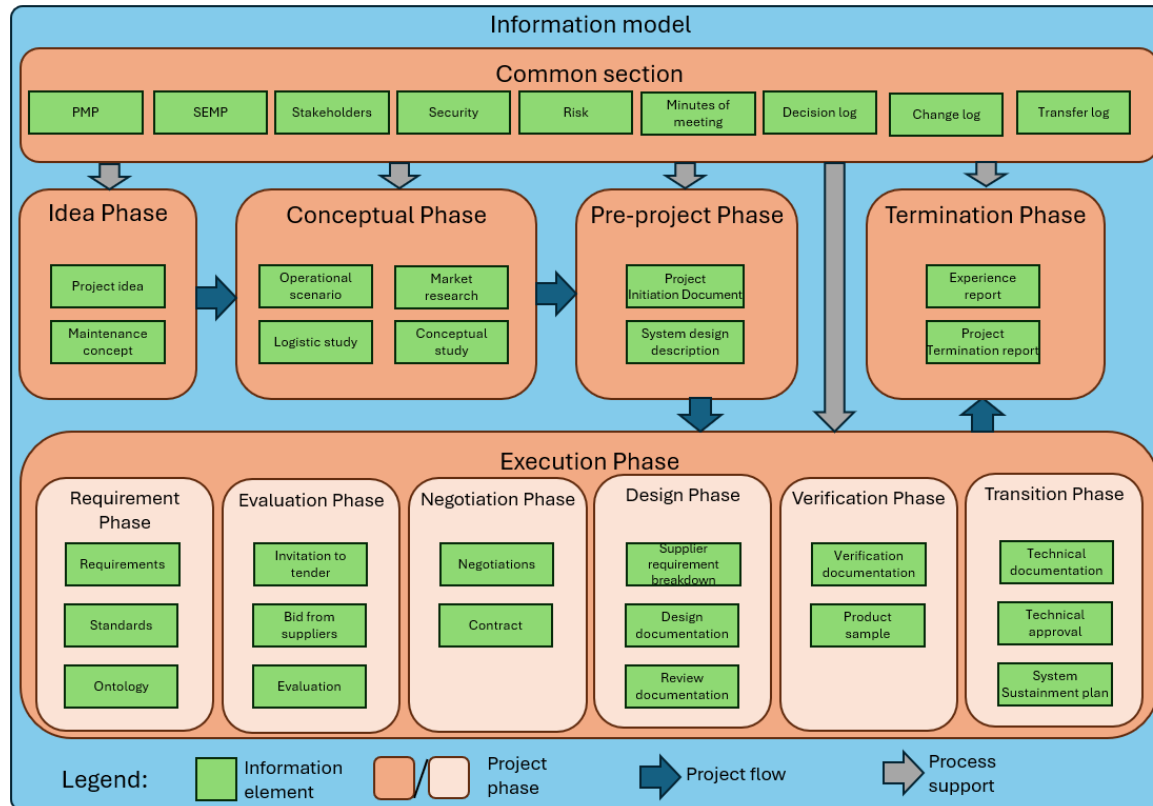 Information model
Common section
PMP
SEMP
Stakeholders
Security
Risk
Minutes of
meeting
Decision log
Change log
Transfer log
Idea Phase
Project idea
Maintenance
concept
Conceptual Phase
Operational
scenario
Market
research
Logistic study
Conceptual
study
Pre-project Phase
Project
Initiation Document
System design
description
Termination Phase
Experience
report
Project
Termination report
Execution Phase
Requirement
Phase
Requirements
Standards
Ontology
Evaluation Phase
Invitation to
tender
Bid from
suppliers
Evaluation
Negotiation Phase
Negotiations
Contract
Design Phase
Supplier
requirement
breakdown
Design
documentation
Review
documentation
Verification Phase
Verification
documentation
Product
sample
Transition Phase
Technical
documentation
Technical
approval
System
Sustainment plan
Legend:
Information
element
/
Project
phase
Project flow
Process
support